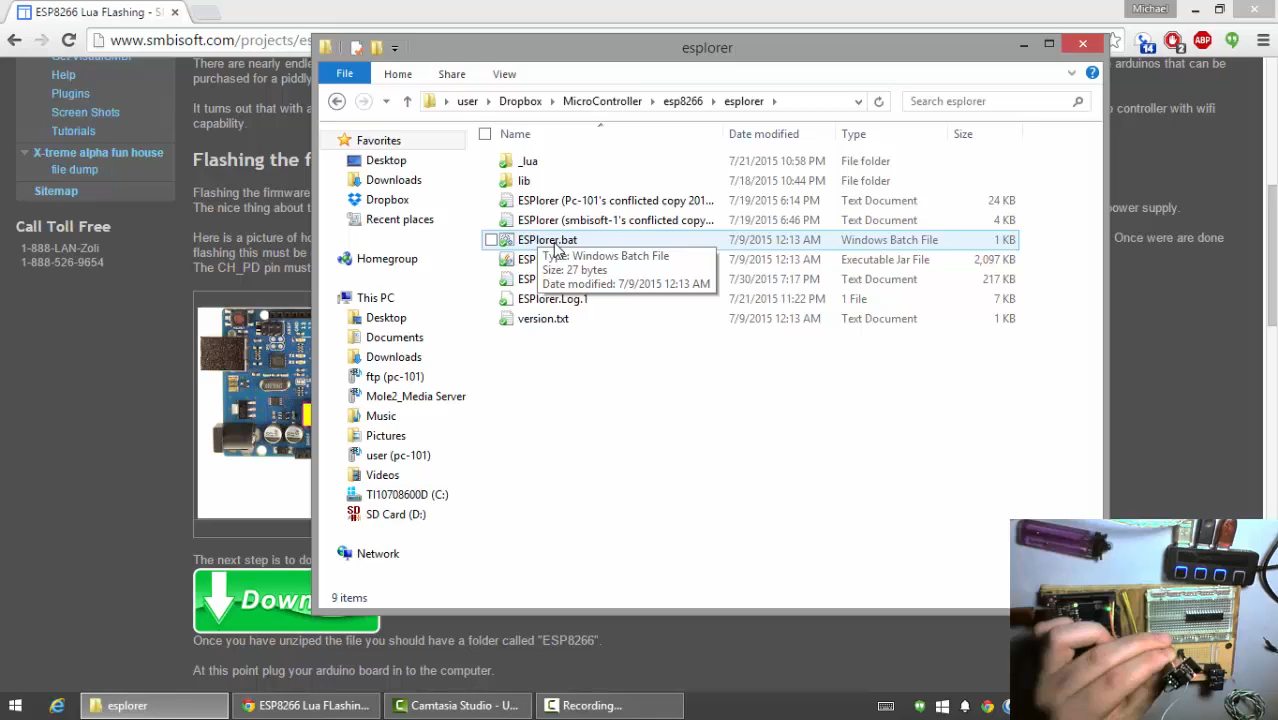 ESP8266 Lua FLashing - S
Michael
www.smbisoft.com/projects/es
14
2
ABP
esplorer
File
Home
Share
View
user
Dropbox
MicroController
esp8266
esplorer
Search esplorer
Name
Date modified
Type
Size
Favorites
Desktop
Downloads
Dropbox
Recent places
Homegroup
This PC
Desktop
Documents
Downloads
ftp (pc-101)
Mole2_Media Server
Music
Pictures
user (pc-101)
Videos
TI10708600D (C:)
SD Card (D:)
Network
_lua 7/21/2015 10:58 PM File folder
lib 7/18/2015 10:44 PM File folder
ESPlorer (Pc-101's conflicted copy 201... 7/19/2015 6:14 PM Text Document 24 KB
ESPlorer (smbisoft-1's conflicted copy... 7/19/2015 6:46 PM Text Document 4 KB
ESPlorer.bat 7/9/2015 12:13 AM Windows Batch File 1 KB
ESP 7/9/2015 12:13 AM Executable Jar File 2,097 KB
ESP 7/30/2015 7:17 PM Text Document 217 KB
ESPlorer.Log.1 7/21/2015 11:22 PM 1 File 7 KB
version.txt 7/9/2015 12:13 AM Text Document 1 KB
Type: Windows Batch File
Size: 27 bytes
Date modified: 7/9/2015 12:13 AM
9 items
Help
Plugins
Screen Shots
Tutorials
X-treme alpha fun house
file dump
Sitemap
Call Toll Free
1-888-LAN-Zoli
1-888-526-9654
There are nearly endle
arduinos that can be
purchased for a piddly
It turns out that with a
controller with wifi
capability.
Flashing the f
Flashing the firmware
power supply.
The nice thing about t
Here is a picture of ho
Once we are done
flashing this must be
The CH_PD pin must
The next step is to do
Down
Once you have unziped the file you should have a folder called "ESP8266".
At this point plug your arduino board in to the computer.
esplorer
ESP8266 Lua FLashin...
Camtasia Studio - U...
Recording...